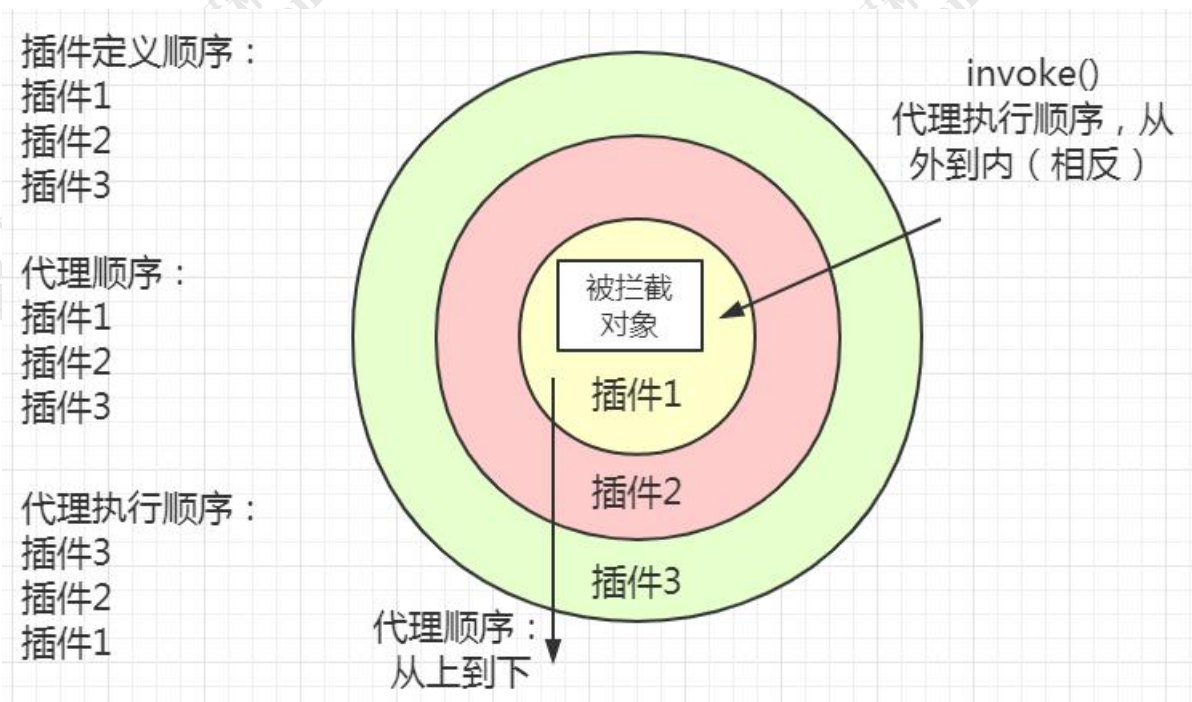 插件定义顺序：
插件1
插件2
插件3
代理顺序：
插件1
插件2
插件3
代理执行顺序：
插件3
插件2
插件1
invoke()
代理执行顺序，从
外到内（相反）
被拦截
对象
插件1
插件2
插件3
代理顺序：
从上到下